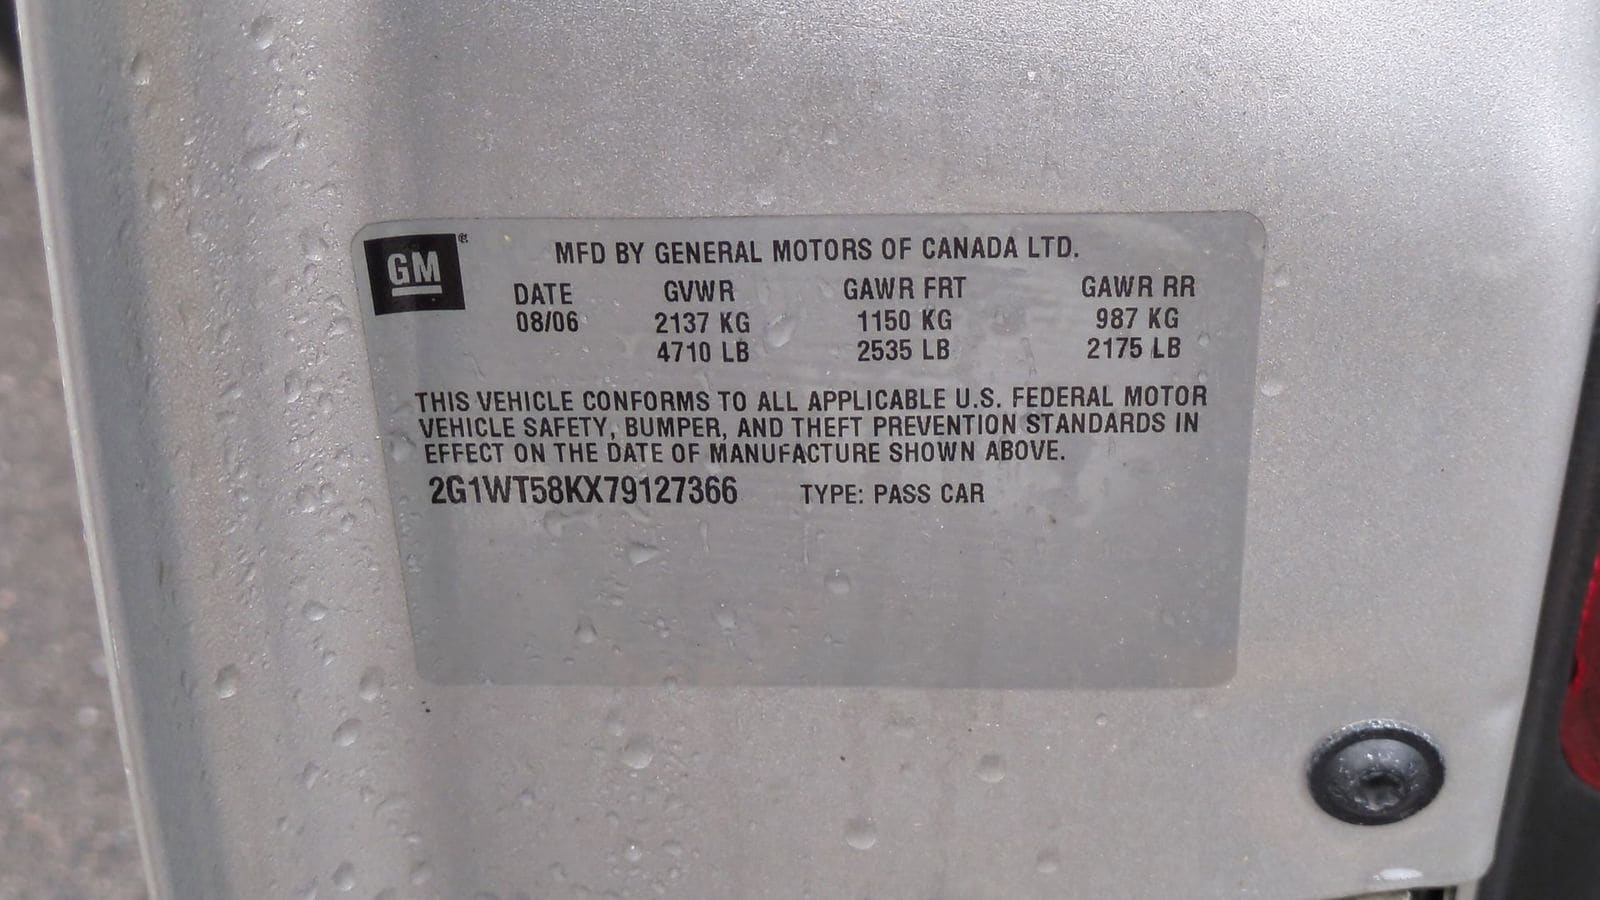 GM®
MFD BY GENERAL MOTORS OF CANADA LTD.
DATE GVWR GAWR FRT GAWR RR
08/06 2137 KG 1150 KG 987 KG
4710 LB 2535 LB 2175 LB
THIS VEHICLE CONFORMS TO ALL APPLICABLE U.S. FEDERAL MOTOR
VEHICLE SAFETY, BUMPER, AND THEFT PREVENTION STANDARDS IN
EFFECT ON THE DATE OF MANUFACTURE SHOWN ABOVE.
2G1WT58KX79127366 TYPE: PASS CAR